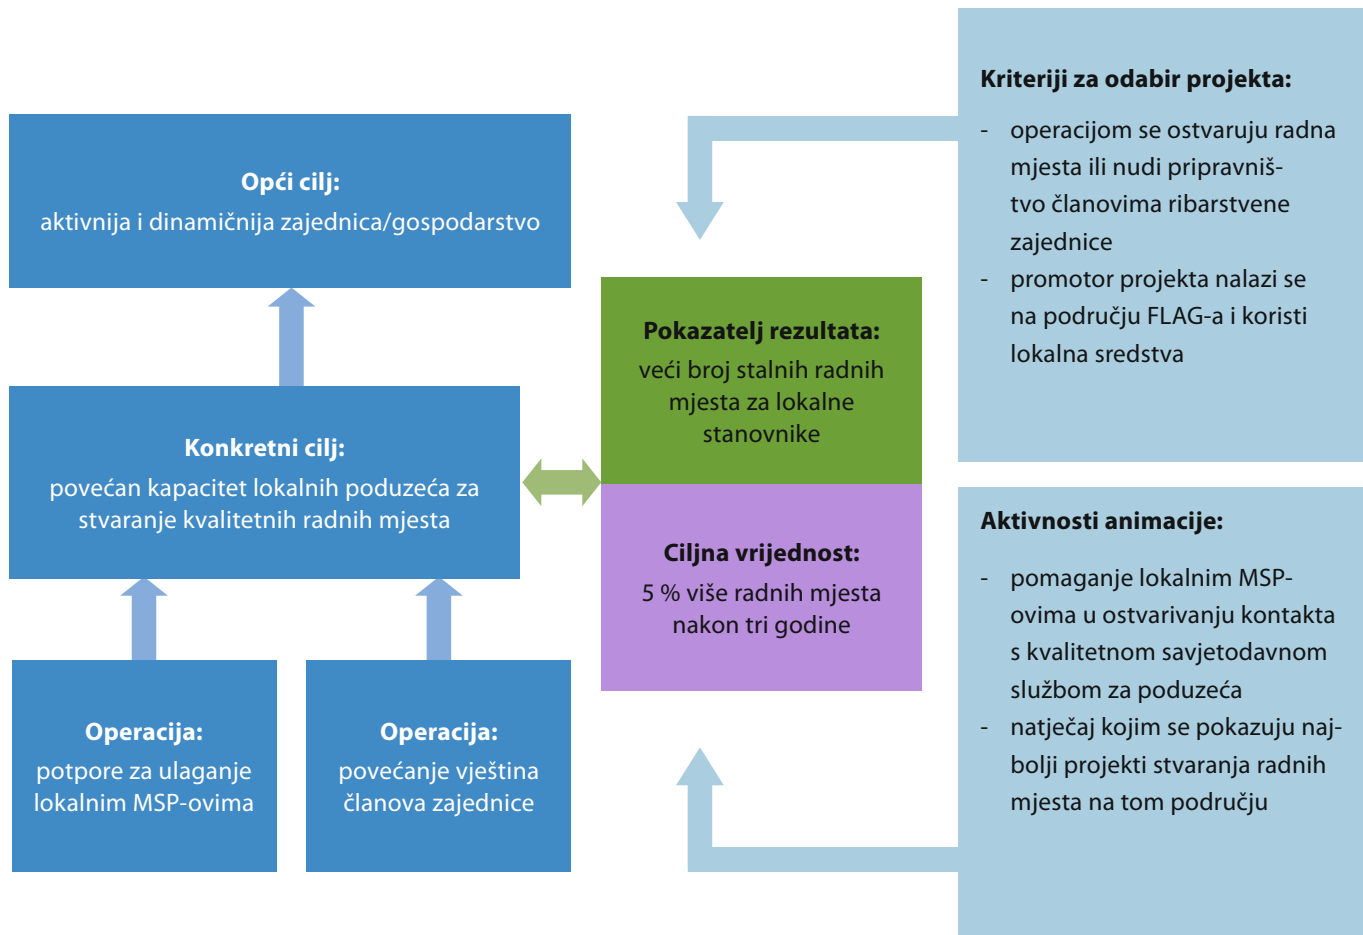 Opći cilj:
aktivnija i dinamičnija zajednica/gospodarstvo
Konkretni cilj:
povećan kapacitet lokalnih poduzeća za
stvaranje kvalitetnih radnih mjesta
Operacija:
potpore za ulaganje
lokalnim MSP-ovima
Operacija:
povećanje vještina
članova zajednice
Pokazatelj rezultata:
veći broj stalnih radnih
mjesta za lokalne
stanovnike
Ciljna vrijednost:
5 % više radnih mjesta
nakon tri godine
Kriteriji za odabir projekta:
- operacijom se ostvaruju radna
mjesta ili nudi pripravniš-
tvo članovima ribarstvene
zajednice
- promotor projekta nalazi se
na području FLAG-a i koristi
lokalna sredstva
Aktivnosti animacije:
- pomaganje lokalnim MSP-
ovima u ostvarivanju kontakta
s kvalitetnom savjetodavnom
službom za poduzeća
- natječaj kojim se pokazuju naj-
bolji projekti stvaranja radnih
mjesta na tom području